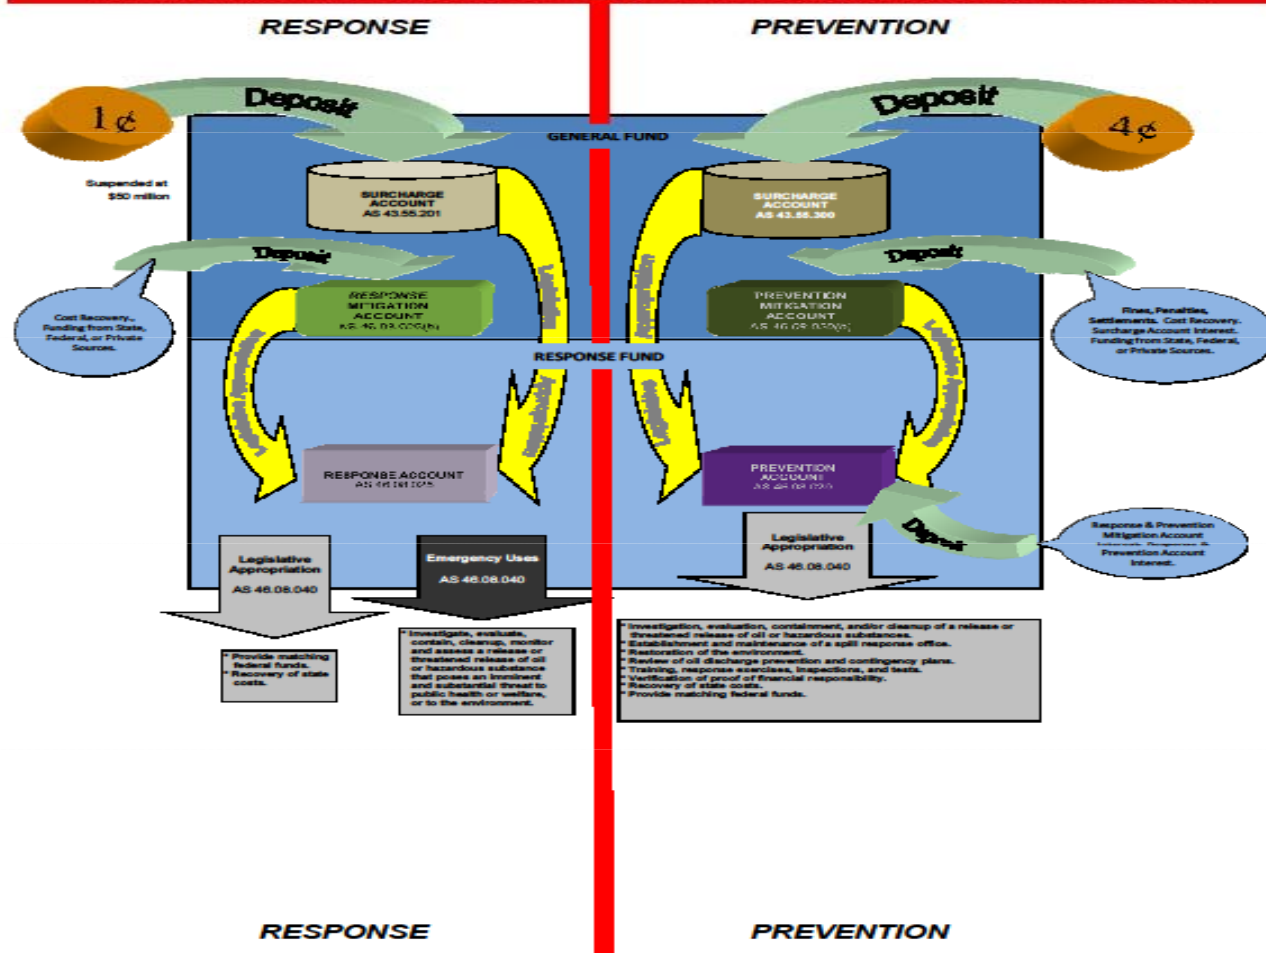 RESPONSE
PREVENTION
1¢
Deposit
Deposit
4¢
GENERAL FUND
Suspended at
$50 million
SURCHARGE
ACCOUNT
AS 43.55.201
SURCHARGE
ACCOUNT
AS 43.55.300
Deposit
Deposit
RESPONSE
MITIGATION
ACCOUNT
PREVENTION
MITIGATION
ACCOUNT
Cost Recovery.,
Funding from State,
Federal, or Private
Sources.
Fines, Penalties,
Settlements. Cost Recovery.
Surcharge Account Interest.
Funding from State, Federal,
or Private Sources.
RESPONSE FUND
Legislative
Appropriation
Legislative Appropriation
RESPONSE ACCOUNT
PREVENTION
ACCOUNT
Deposit
Response & Prevention
Mitigation Account
Prevention Account
Interest.
Legislative
Appropriation
AS 46.08.040
Emergency Uses
AS 46.08.040
Legislative
Appropriation
AS 46.08.040
* Provide matching
federal funds.
* Recovery of state
costs.
* Investigate, evaluate,
contain, cleanup, monitor
and assess a release or
threatened release of oil
or hazardous substance
that poses an imminent
and substantial threat to
public health or welfare,
or to the environment.
* Investigation, evaluation, containment, and/or cleanup of a release or
threatened release of oil or hazardous substances.
* Establishment and maintenance of a spill response office.
* Restoration of the environment.
* Review of oil discharge prevention and contingency plans.
* Training, response exercises, inspections, and tests.
* Verification of proof of financial responsibility.
* Recovery of state costs.
* Provide matching federal funds.
RESPONSE
PREVENTION